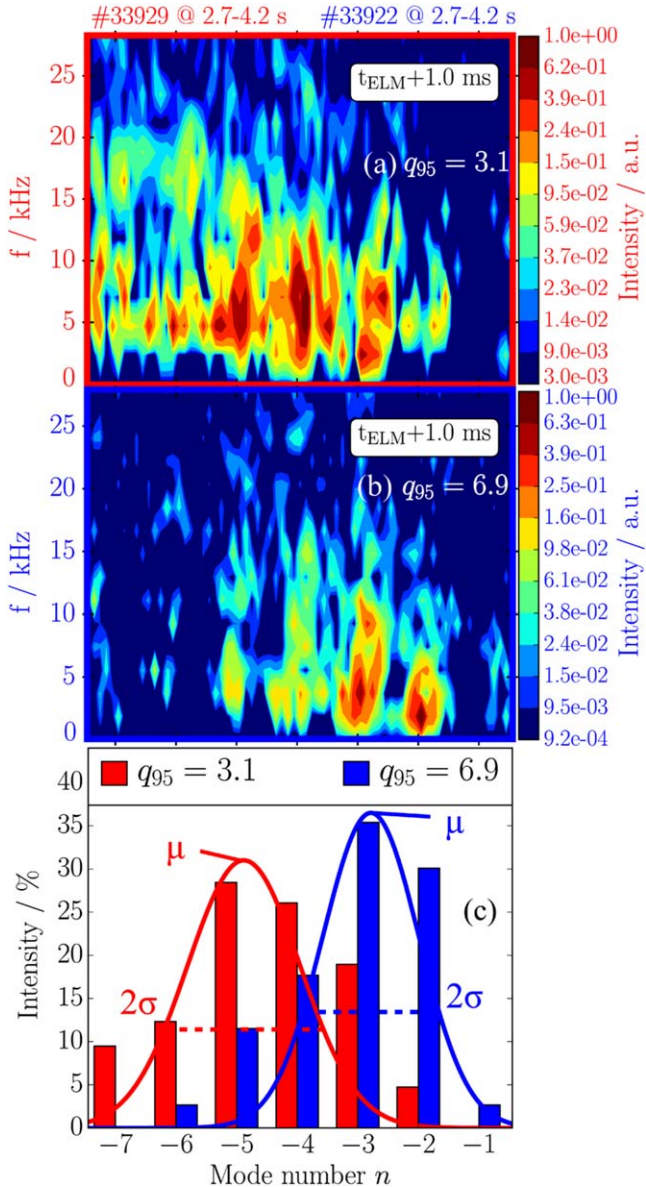 #33929 @ 2.7-4.2 s #33922 @ 2.7-4.2 s
25
20
15
10
5
0
f / kHz
t_ELM+1.0 ms
(a) q_95 = 3.1
1.0e+00
6.2e-01
3.9e-01
2.4e-01
1.5e-01
9.5e-02
5.9e-02
3.7e-02
2.2e-02
1.4e-02
9.0e-03
3.0e-03
Intensity / a.u.
25
20
15
10
5
0
f / kHz
t_ELM+1.0 ms
(b) q_95 = 6.9
1.0e+00
6.3e-01
3.9e-01
2.5e-01
1.6e-01
9.8e-02
6.1e-02
3.8e-02
2.4e-02
1.5e-02
9.5e-03
9.2e-04
Intensity / a.u.
q_95 = 3.1 q_95 = 6.9
40
35
30
25
20
15
10
5
0
Intensity / %
μ
μ
(c)
2σ
2σ
−7 −6 −5 −4 −3 −2 −1
Mode number n